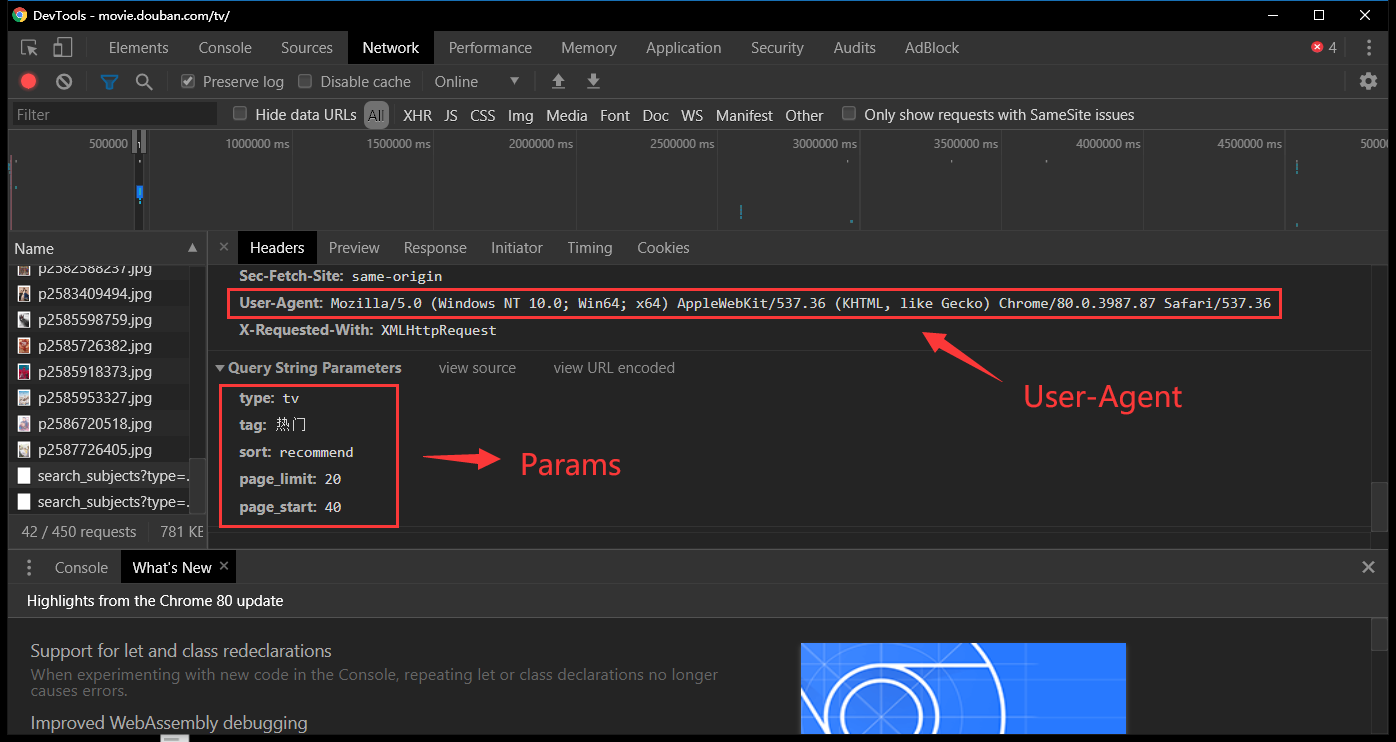 DevTools - movie.douban.com/tv/
Elements Console Sources Network Performance Memory Application Security Audits AdBlock 4
Preserve log Disable cache Online
Filter Hide data URLs All XHR JS CSS Img Media Font Doc WS Manifest Other Only show requests with SameSite issues
500000 1000000 ms 1500000 ms 2000000 ms 2500000 ms 3000000 ms 3500000 ms 4000000 ms 4500000 ms 50000
Name
p2582588237.jpg
p2583409494.jpg
p2585598759.jpg
p2585726382.jpg
p2585918373.jpg
p2585953327.jpg
p2586720518.jpg
p2587726405.jpg
search_subjects?type=.
search_subjects?type=.
42 / 450 requests 781 KE
Headers Preview Response Initiator Timing Cookies
Sec-Fetch-Site: same-origin
User-Agent: Mozilla/5.0 (Windows NT 10.0; Win64; x64) AppleWebKit/537.36 (KHTML, like Gecko) Chrome/80.0.3987.87 Safari/537.36
X-Requested-With: XMLHttpRequest
Query String Parameters view source view URL encoded
User-Agent
type: tv
tag: 热门
sort: recommend
page_limit: 20
page_start: 40
Params
Console What's New
Highlights from the Chrome 80 update
Support for let and class redeclarations
When experimenting with new code in the Console, repeating let or class declarations no longer
causes errors.
Improved WebAssembly debugging